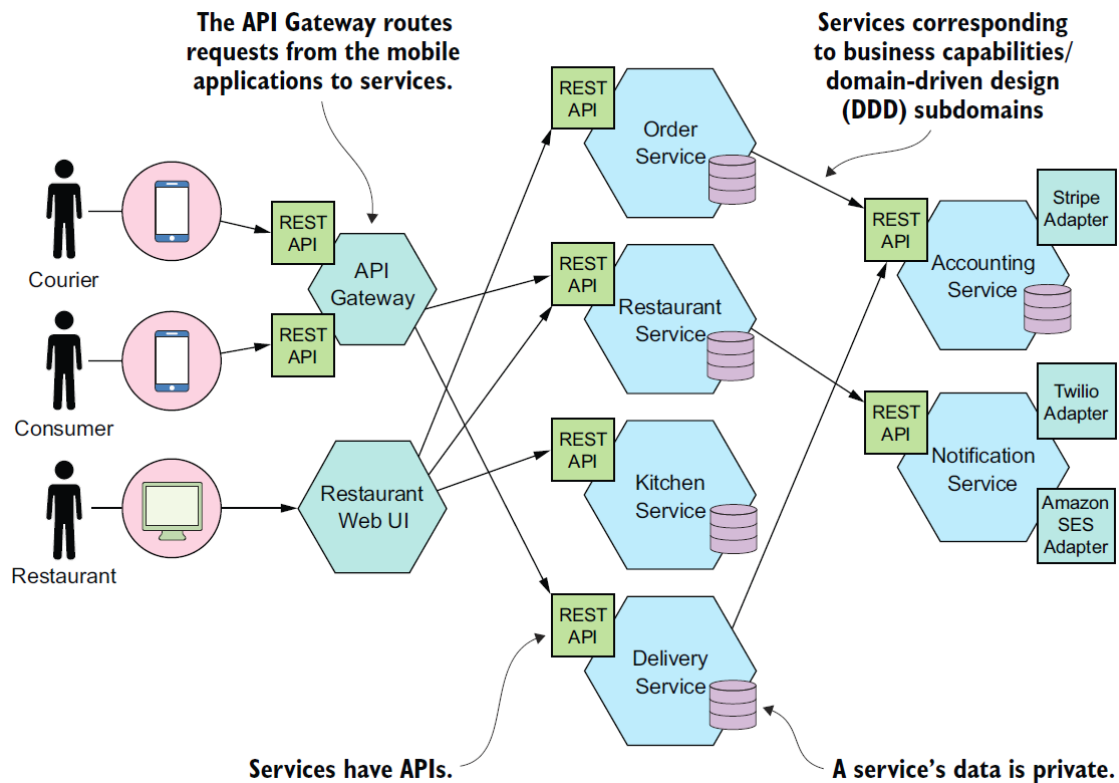 The API Gateway routes
requests from the mobile
applications to services.
Services corresponding
to business capabilities/
domain-driven design
(DDD) subdomains
REST
API
Order
Service
Courier
REST
API
API
Gateway
REST
API
Consumer
REST
API
Restaurant
Service
REST
API
Accounting
Service
Stripe
Adapter
Restaurant
Restaurant
Web UI
REST
API
Kitchen
Service
REST
API
Notification
Service
Twilio
Adapter
Amazon
SES
Adapter
REST
API
Delivery
Service
Services have APIs.
A service's data is private.